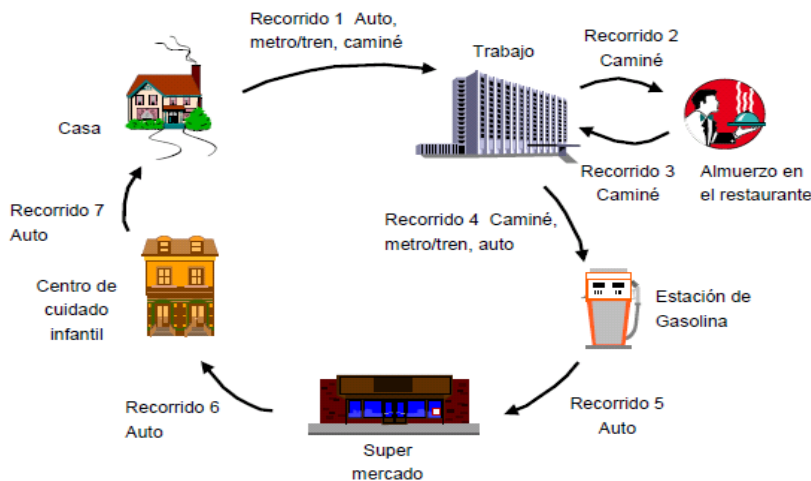 Recorrido 1 Auto,
metro/tren, caminé
Trabajo
Recorrido 2
Caminé
Casa
Recorrido 3
Caminé
Almuerzo en
el restaurante
Recorrido 7
Auto
Recorrido 4 Caminé,
metro/tren, auto
Centro de
cuidado
infantil
Estación de
Gasolina
Recorrido 6
Auto
Recorrido 5
Auto
Super
mercado